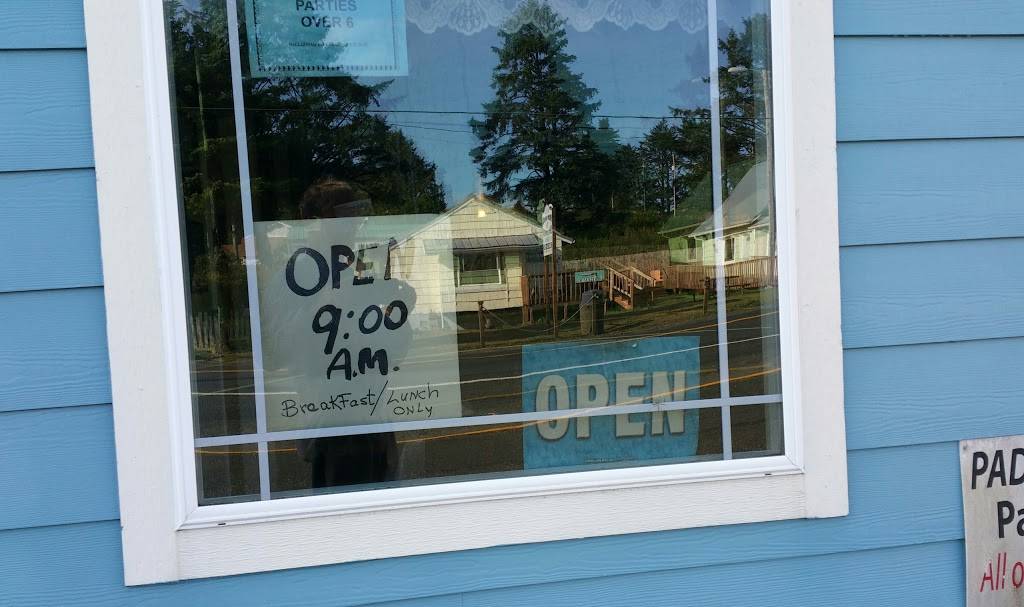 PARTIES
OVER 6
OPEN
9:00
A.M.
BreakFast/Lunch
ONLY
OPEN
PAD
Pa
All o